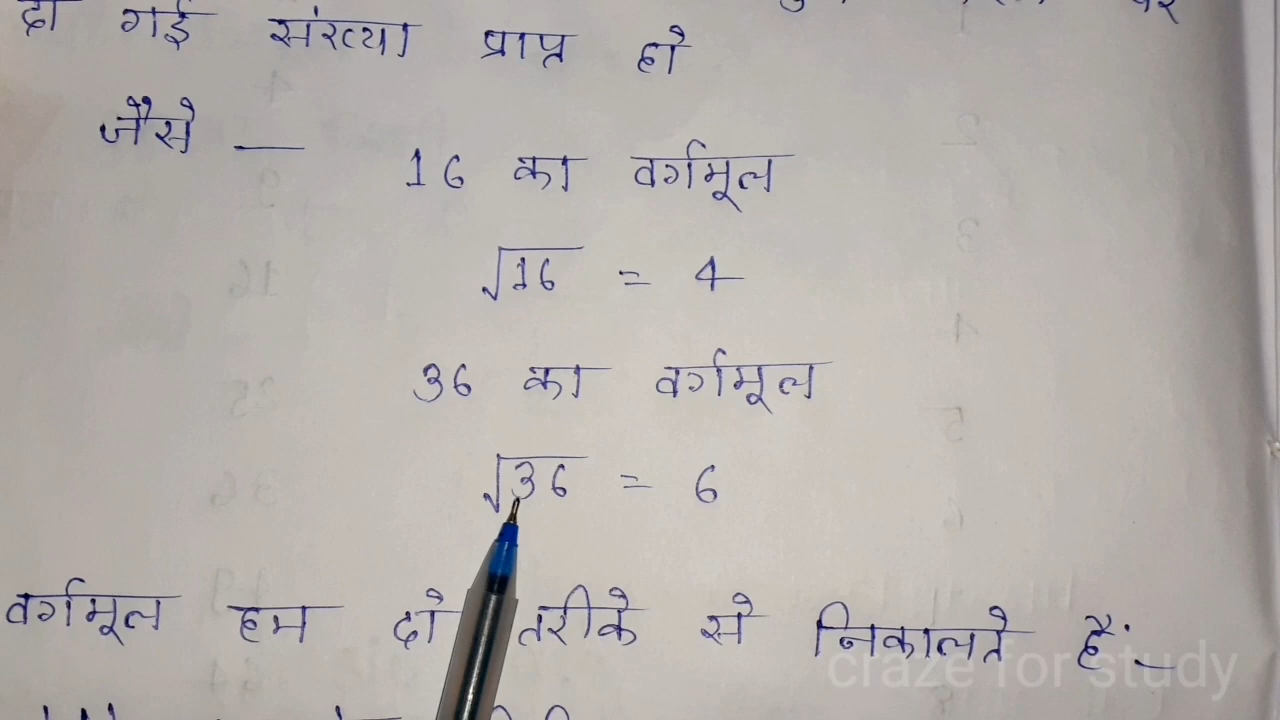 गई संख्या प्राप्त हो
जैसे —
16 का वर्गमूल
√16 = 4
36 का वर्गमूल
√36 = 6
वर्गमूल हम दो तरीके से निकालते हैं:—
craze for study